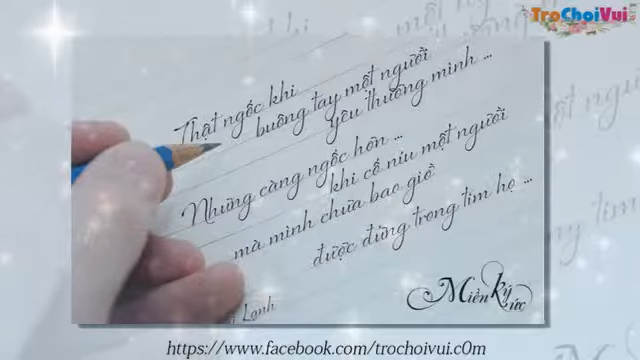 TroChoiVui
Thật ngốc khi
buông tay một người
yêu thương mình ...
Nhưng càng ngốc hơn ...
khi cố níu một người
mà mình chưa bao giờ
được đứng trong tim họ ...
Lạnh
Miền ký ức
https://www.facebook.com/trochoivui.c0m